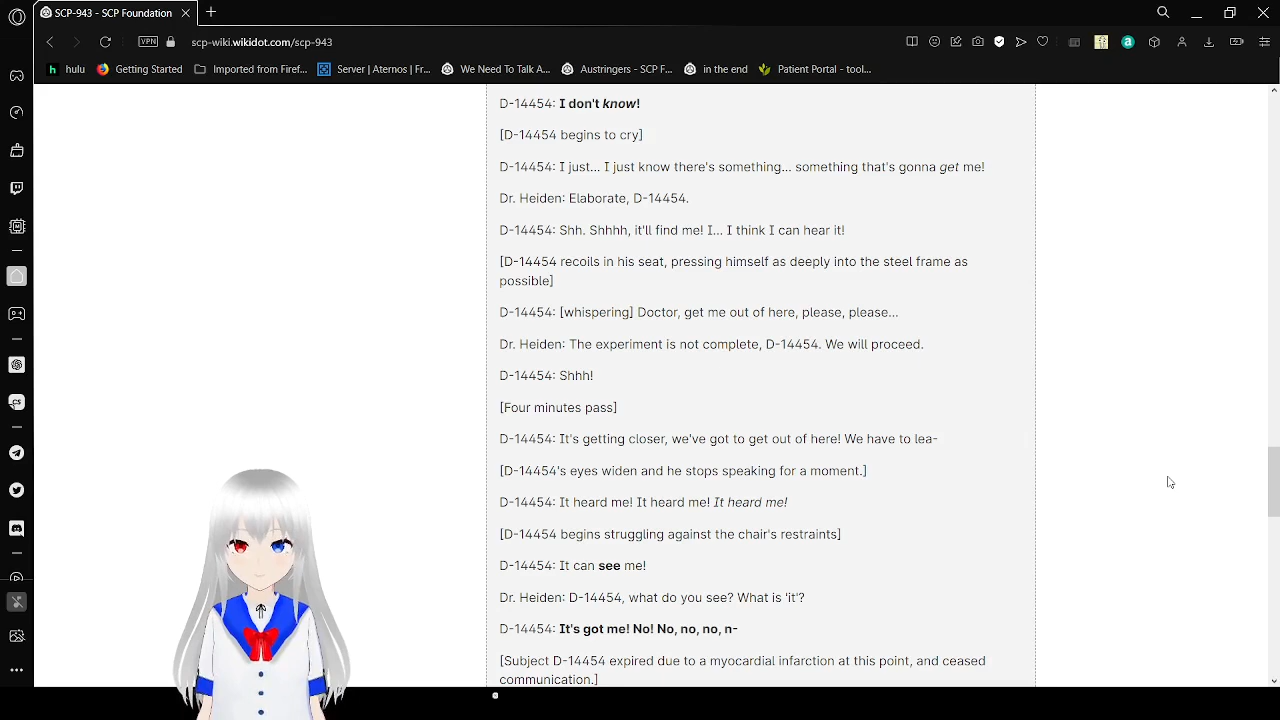 SCP-943 - SCP Foundation
VPN
scp-wiki.wikidot.com/scp-943
hulu
Getting Started
Imported from Firef...
Server | Aternos | Fr...
We Need To Talk A...
Austringers - SCP F...
in the end
Patient Portal - tool...
D-14454: I don't know!
[D-14454 begins to cry]
D-14454: I just... I just know there's something... something that's gonna get me!
Dr. Heiden: Elaborate, D-14454.
D-14454: Shh. Shhhh, it'll find me! I... I think I can hear it!
[D-14454 recoils in his seat, pressing himself as deeply into the steel frame as
possible]
D-14454: [whispering] Doctor, get me out of here, please, please...
Dr. Heiden: The experiment is not complete, D-14454. We will proceed.
D-14454: Shhh!
[Four minutes pass]
D-14454: It's getting closer, we've got to get out of here! We have to lea-
[D-14454's eyes widen and he stops speaking for a moment.]
D-14454: It heard me! It heard me! It heard me!
[D-14454 begins struggling against the chair's restraints]
D-14454: It can see me!
Dr. Heiden: D-14454, what do you see? What is 'it'?
D-14454: It's got me! No! No, no, no, n-
[Subject D-14454 expired due to a myocardial infarction at this point, and ceased
communication.]